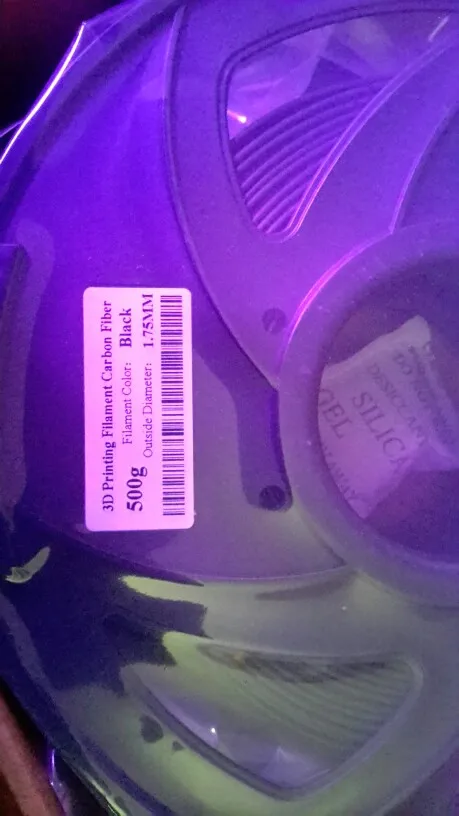 3D Printing Filament Carbon Fiber
Filament Color: Black
500g Outside Diameter: 1.75MM
SILICA
GEL